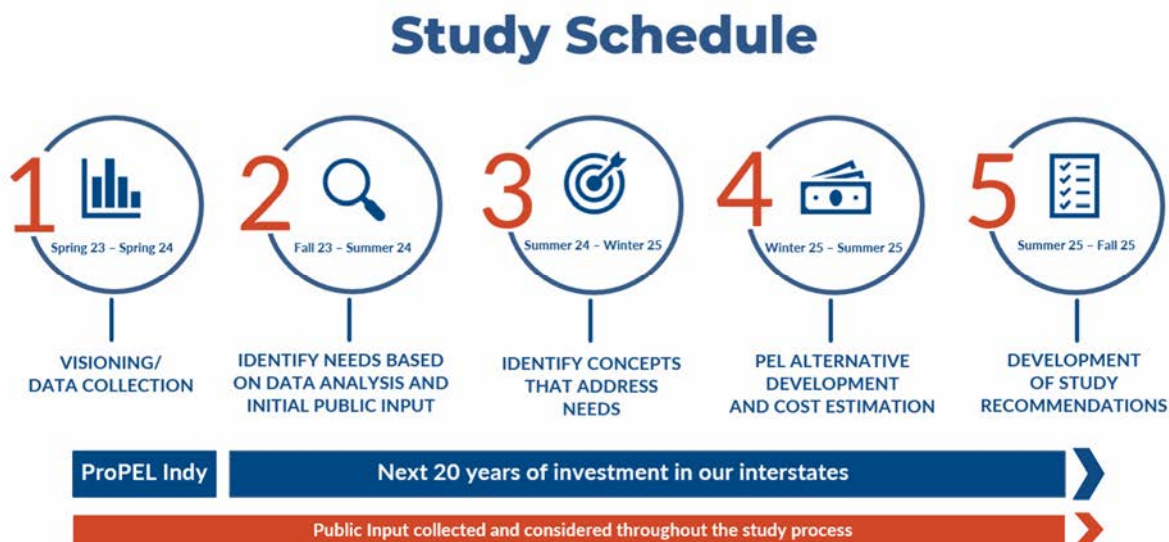 Study Schedule
1
Spring 23 – Spring 24
VISIONING/
DATA COLLECTION
2
Fall 23 – Summer 24
IDENTIFY NEEDS BASED
ON DATA ANALYSIS AND
INITIAL PUBLIC INPUT
3
Summer 24 – Winter 25
IDENTIFY CONCEPTS
THAT ADDRESS
NEEDS
4
Winter 25 – Summer 25
PEL ALTERNATIVE
DEVELOPMENT
AND COST ESTIMATION
5
Summer 25 – Fall 25
DEVELOPMENT
OF STUDY
RECOMMENDATIONS
ProPEL Indy
Next 20 years of investment in our interstates
Public Input collected and considered throughout the study process